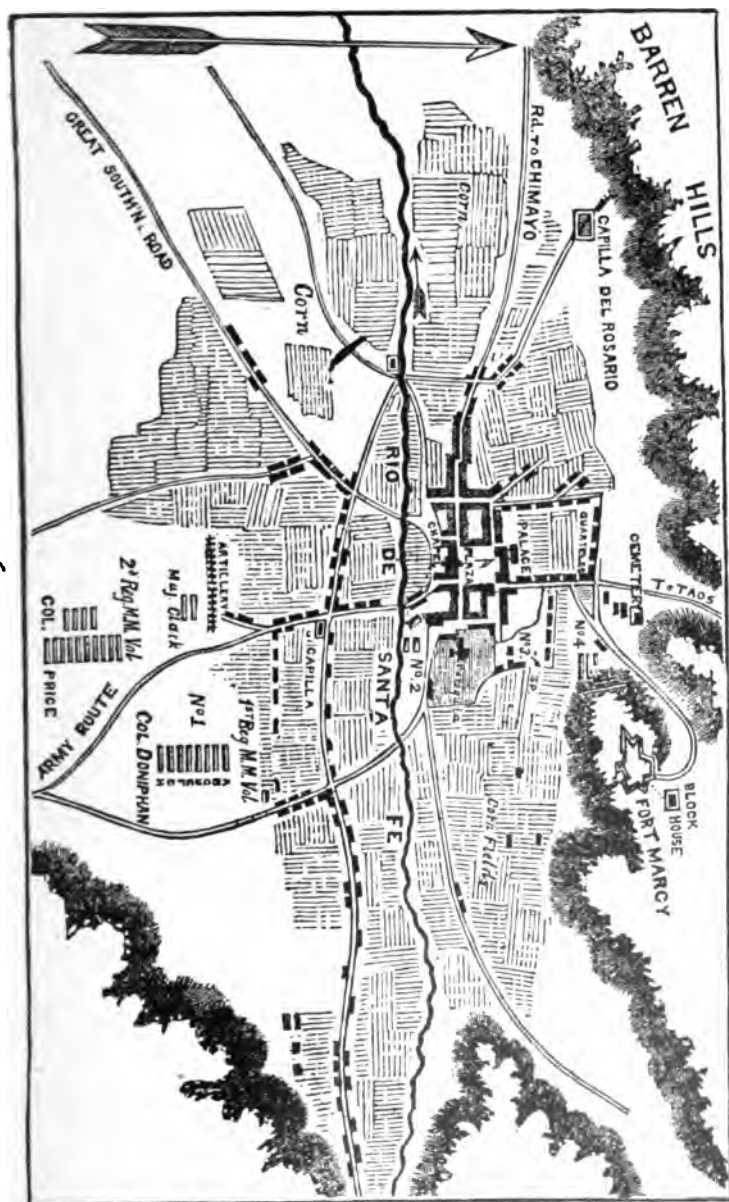 BARREN
HILLS
Rd. TO CHIMAYO
CAPILLA DEL ROSARIO
GREAT SOUTH'N. ROAD
Corn
Corn
RIO DE SANTA FE
CHAPEL
PLAZA
PALACE
QUARTEL
CEMETERY
To TAOS
No. 2
No. 3
No. 4
BLOCK
HOUSE
FORT MARCY
Corn Fields
CAPILLA
ARTILLERY
Maj. Clark
2d Reg. M.M. Vol
COL. PRICE
ARMY ROUTE
No 1
1st Reg. M.M. Vol
COL. DONIPHAN